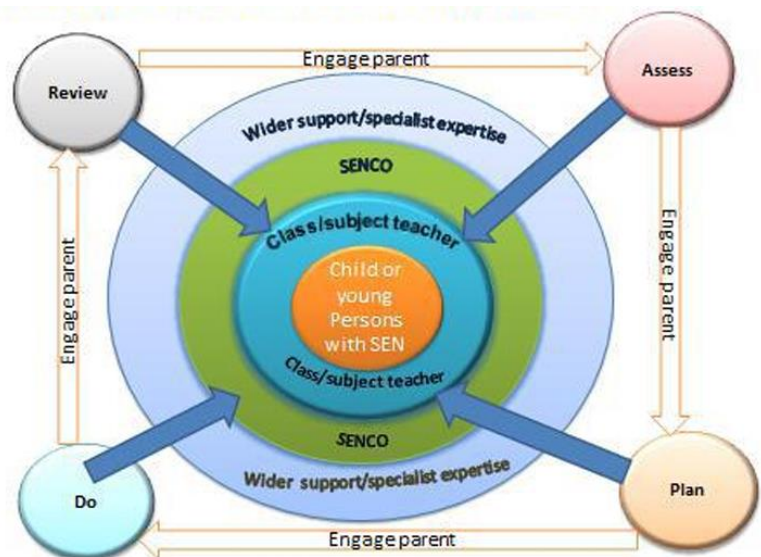 Engage parent
Review
Assess
Wider support/specialist expertise
SENCO
Class/subject teacher
Child or
young
Persons
with SEN
Engage parent
Engage parent
Class/subject teacher
SENCO
Wider support/specialist expertise
Do
Plan
Engage parent